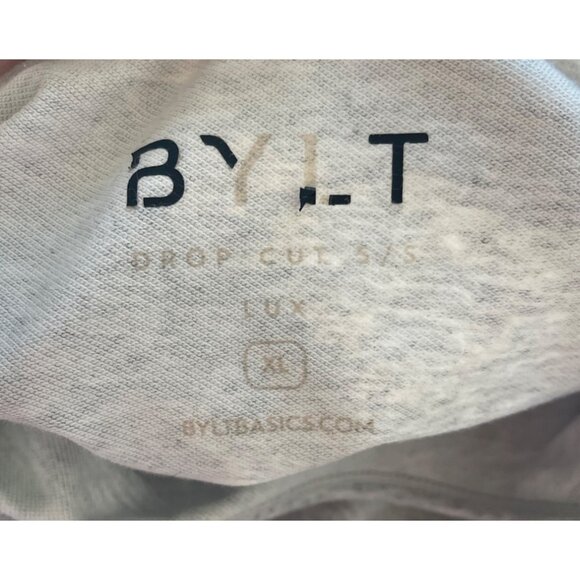 BYLT
DROP CUT S/S
LUX
XL
BYLTBASICS.COM